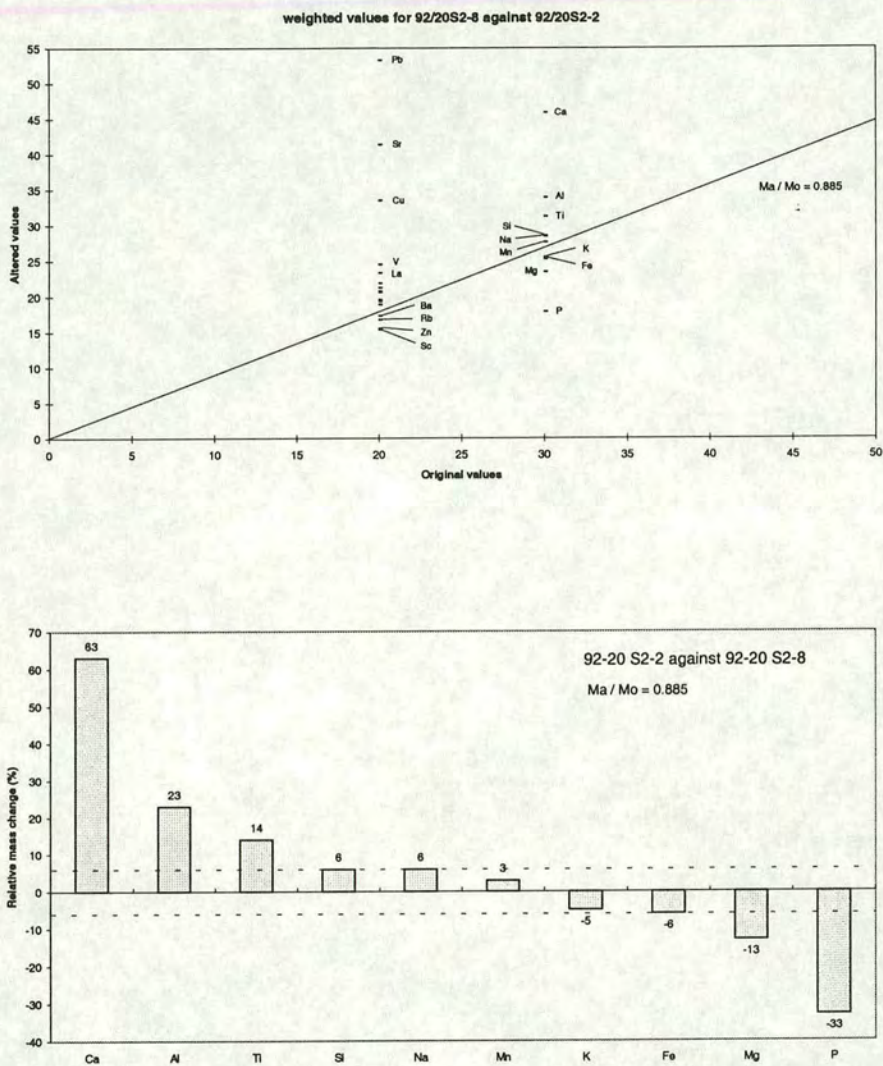 weighted values for 92/20S2-8 against 92/20S2-2
55
50
45
40
35
30
25
20
15
10
5
0
Altered values
Pb
Sr
Cu
V
La
Ba
Rb
Zn
Sc
Ca
Al
Ti
Si
Na
Mn
K
Fe
Mg
P
Ma / Mo = 0.885
0 5 10 15 20 25 30 35 40 45 50
Original values
92-20 S2-2 against 92-20 S2-8
Ma / Mo = 0.885
70
60
50
40
30
20
10
0
-10
-20
-30
-40
Relative mass change (%)
63
23
14
6
6
3
-5
-6
-13
-33
Ca Al Ti Si Na Mn K Fe Mg P